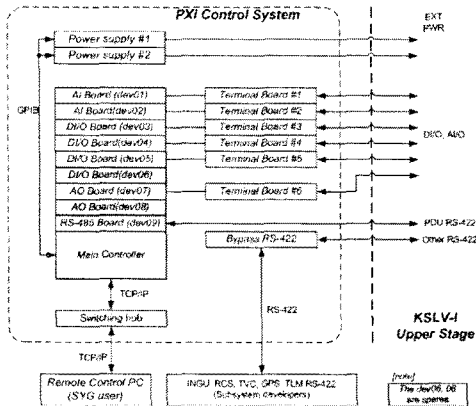 PXI Control System
EXT
PWR
Power supply #1
Power supply #2
GPIB
AI Board (dev01)
Terminal Board #1
AI Board (dev02)
Terminal Board #2
DI/O Board (dev03)
Terminal Board #3
DI/O Board (dev04)
Terminal Board #4
DI/O, AI/O
DI/O Board (dev05)
Terminal Board #5
DI/O Board (dev06)
AO Board (dev07)
Terminal Board #6
AO Board (dev08)
RS-485 Board (dev09)
PDU RS-422
Bypass RS-422
Other RS-422
Main Controller
TCP/IP
RS-422
Switching hub
KSLV-I
Upper Stage
TCP/IP
Remote Control PC
(SYG user)
INGU, RCS, TVC, GPS, TLM RS-422
(Sub-system developers)
[note]
The dev06, 08
are spares